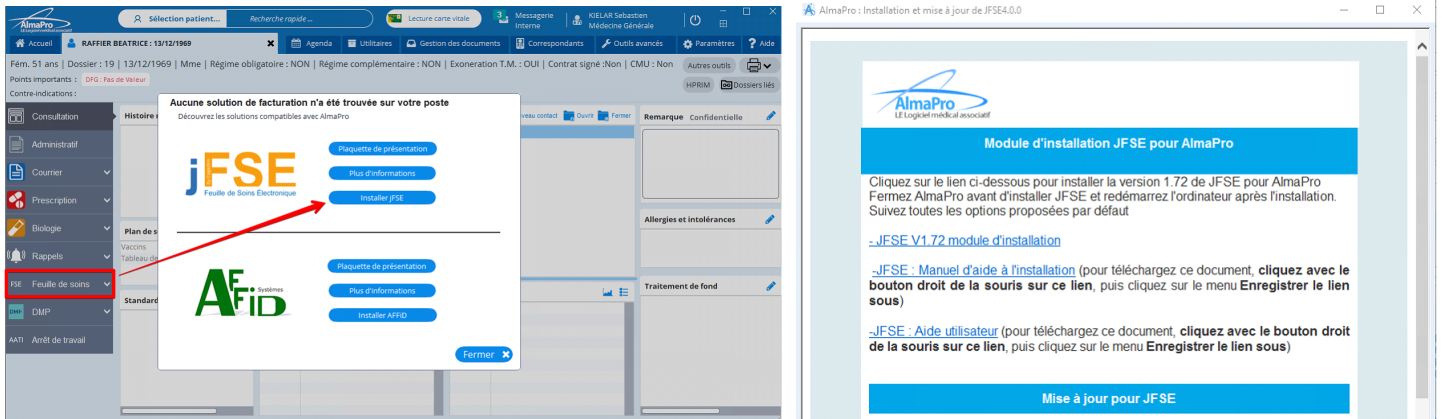 AlmaPro
LE Logiciel médical associatif
Sélection patient...
Recherche rapide ...
Lecture carte vitale
3
Messagerie Interne
KIELAR Sebastien
Médecine Générale
Accueil
RAFFIER BEATRICE : 13/12/1969
Agenda
Utilitaires
Gestion des documents
Correspondants
Outils avancés
Paramètres
? Aide
Fém. 51 ans | Dossier : 19 | 13/12/1969 | Mme | Régime obligatoire : NON | Régime complémentaire : NON | Exoneration T.M. : OUI | Contrat signé :Non | CMU : Non
Autres outils
Points importants :
DFG : Pas de Valeur
HPRIM
Dossiers liés
Contre-indications :
Consultation
Administratif
Courrier
Prescription
Biologie
Rappels
FSE Feuille de soins
DMP DMP
AATI Arrêt de travail
Histoire
Plan de s
Vaccins
Tableau de
Standard
veau contact
Ouvrir
Fermer
Remarque Confidentielle
Allergies et intolérances
Traitement de fond
Aucune solution de facturation n'a été trouvée sur votre poste
Découvrez les solutions compatibles avec AlmaPro
jFSE
Feuille de Soins Électronique
Plaquette de présentation
Plus d'informations
Installer jFSE
AFFiD
Systèmes
Plaquette de présentation
Plus d'informations
Installer AFFiD
Fermer
AlmaPro : Installation et mise à jour de JFSE4.0.0
AlmaPro
LE Logiciel médical associatif
Module d'installation JFSE pour AlmaPro
Cliquez sur le lien ci-dessous pour installer la version 1.72 de JFSE pour AlmaPro
Fermez AlmaPro avant d'installer JFSE et redémarrez l'ordinateur après l'installation.
Suivez toutes les options proposées par défaut
- JFSE V1.72 module d'installation
-JFSE : Manuel d'aide à l'installation (pour téléchargez ce document, cliquez avec le
bouton droit de la souris sur ce lien, puis cliquez sur le menu Enregistrer le lien
sous)
-JFSE : Aide utilisateur (pour téléchargez ce document, cliquez avec le bouton droit
de la souris sur ce lien, puis cliquez sur le menu Enregistrer le lien sous)
Mise à jour pour JFSE